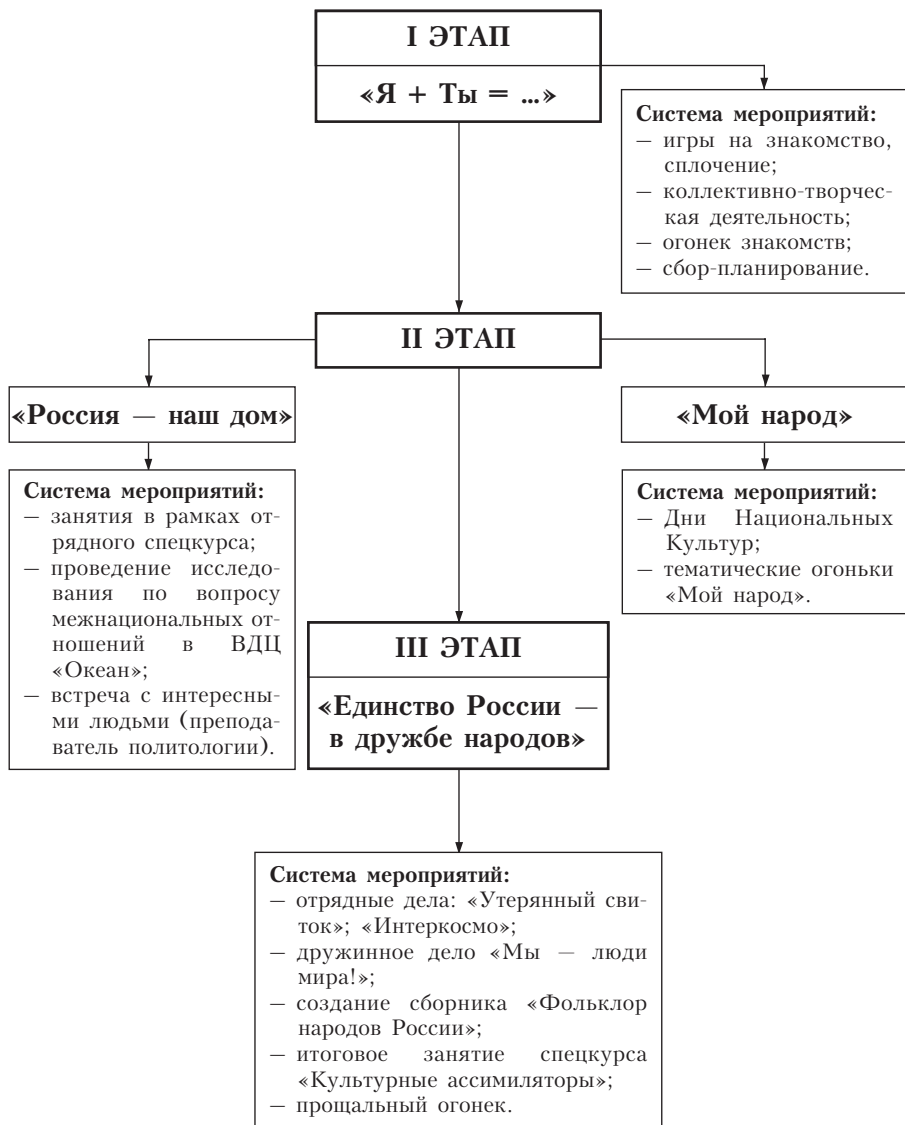 I ЭТАП
«Я + Ты = ...»
Система мероприятий:
— игры на знакомство,
сплочение;
— коллективно-творчес-
кая деятельность;
— огонек знакомств;
— сбор-планирование.
II ЭТАП
«Россия — наш дом»
Система мероприятий:
— занятия в рамках от-
рядного спецкурса;
— проведение исследо-
вания по вопросу
межнациональных от-
ношений в ВДЦ
«Океан»;
— встреча с интересны-
ми людьми (препода-
ватель политологии).
«Мой народ»
Система мероприятий:
— Дни Национальных
Культур;
— тематические огоньки
«Мой народ».
III ЭТАП
«Единство России —
в дружбе народов»
Система мероприятий:
— отрядные дела: «Утерянный сви-
ток»; «Интеркосмо»;
— дружинное дело «Мы — люди
мира!»;
— создание сборника «Фольклор
народов России»;
— итоговое занятие спецкурса
«Культурные ассимиляторы»;
— прощальный огонек.